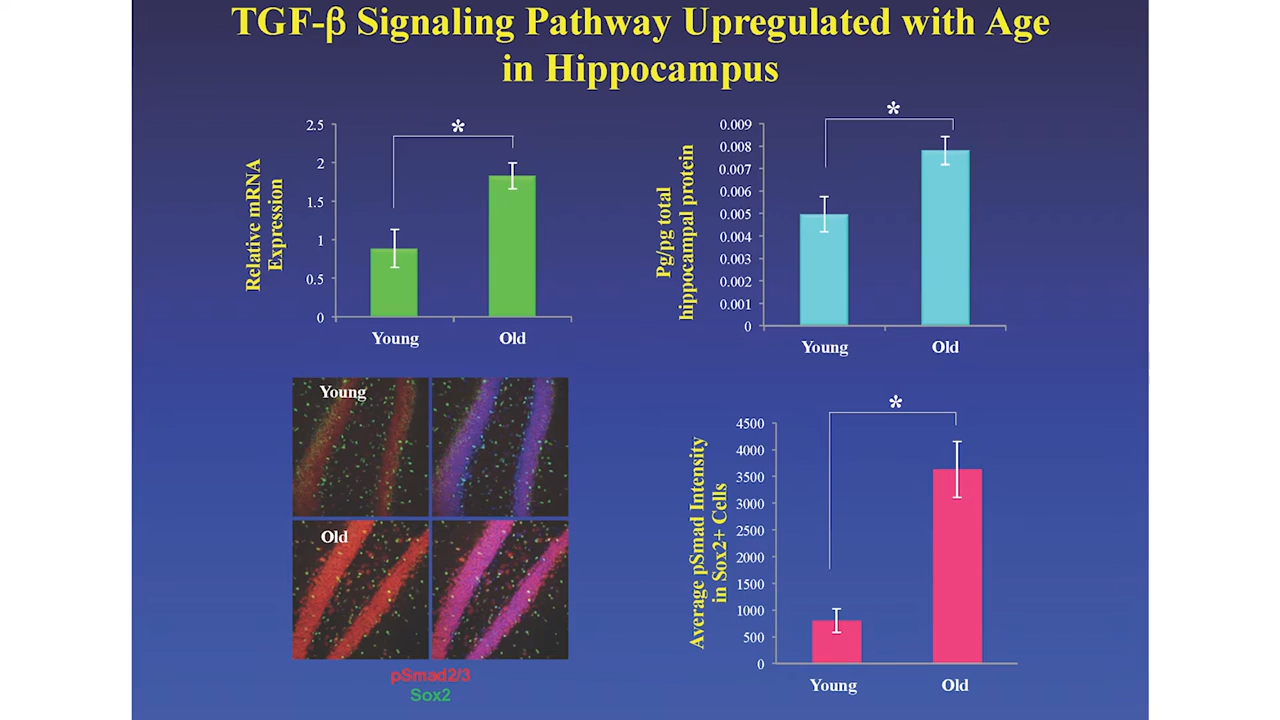 TGF-β Signaling Pathway Upregulated with Age
in Hippocampus
*
2.5
2
1.5
1
0.5
0
Relative mRNA
Expression
Young
Old
*
0.009
0.008
0.007
0.006
0.005
0.004
0.003
0.002
0.001
0
Pg/pg total
hippocampal protein
Young
Old
Young
Old
pSmad2/3
Sox2
*
4500
4000
3500
3000
2500
2000
1500
1000
500
0
Average pSmad Intensity
in Sox2+ Cells
Young
Old